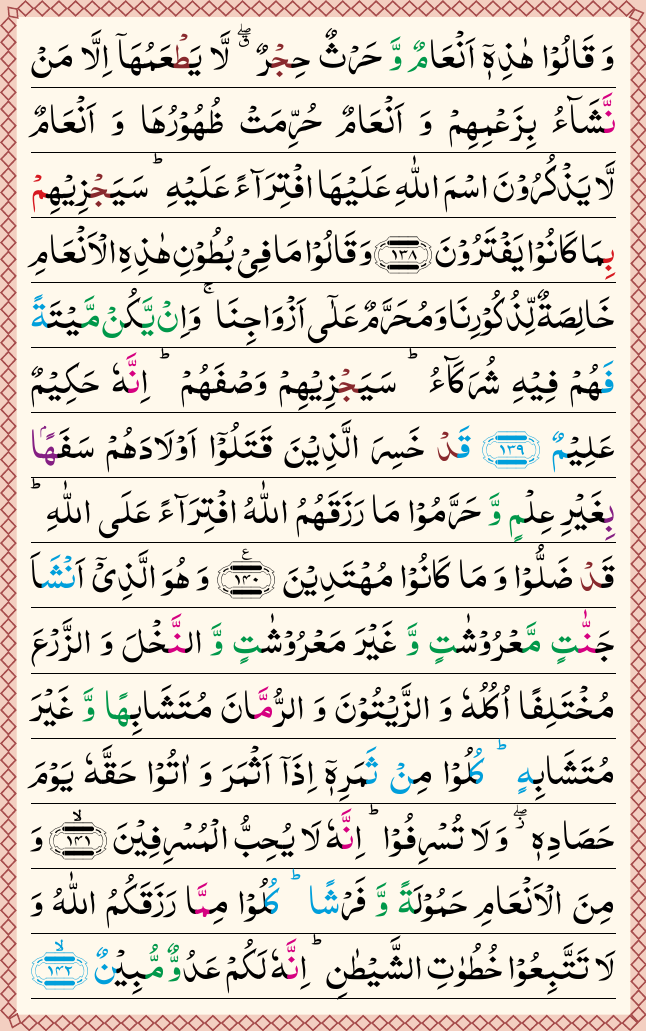 وَ قَالُوْا هٰذِهٖۤ اَنْعَامٌ وَّ حَرْثٌ حِجْرٌ ۖۗ لَّا یَطْعَمُهَاۤ اِلَّا مَنْ
نَّشَآءُ بِزَعْمِهِمْ وَ اَنْعَامٌ حُرِّمَتْ ظُهُوْرُهَا وَ اَنْعَامٌ
لَّا یَذْكُرُوْنَ اسْمَ اللّٰهِ عَلَیْهَا افْتِرَآءً عَلَیْهِ ؕ سَیَجْزِیْهِمْ
بِمَا كَانُوْا یَفْتَرُوْنَ ﴿۱۳۸﴾ وَ قَالُوْا مَا فِیْ بُطُوْنِ هٰذِهِ الْاَنْعَامِ
خَالِصَةٌ لِّذُكُوْرِنَا وَ مُحَرَّمٌ عَلٰۤی اَزْوَاجِنَا ۚ وَ اِنْ یَّكُنْ مَّیْتَةً
فَهُمْ فِیْهِ شُرَكَآءُ ؕ سَیَجْزِیْهِمْ وَصْفَهُمْ ؕ اِنَّهٗ حَكِیْمٌ
عَلِیْمٌ ﴿۱۳۹﴾ قَدْ خَسِرَ الَّذِیْنَ قَتَلُوْۤا اَوْلَادَهُمْ سَفَهًۢا
بِغَیْرِ عِلْمٍ وَّ حَرَّمُوْا مَا رَزَقَهُمُ اللّٰهُ افْتِرَآءً عَلَی اللّٰهِ ؕ
قَدْ ضَلُّوْا وَ مَا كَانُوْا مُهْتَدِیْنَ ﴿۱۴۰﴾ ع وَ هُوَ الَّذِیْۤ اَنْشَاَ
جَنّٰتٍ مَّعْرُوْشٰتٍ وَّ غَیْرَ مَعْرُوْشٰتٍ وَّ النَّخْلَ وَ الزَّرْعَ
مُخْتَلِفًا اُكُلُهٗ وَ الزَّیْتُوْنَ وَ الرُّمَّانَ مُتَشَابِهًا وَّ غَیْرَ
مُتَشَابِهٍ ؕ كُلُوْا مِنْ ثَمَرِهٖۤ اِذَاۤ اَثْمَرَ وَ اٰتُوْا حَقَّهٗ یَوْمَ
حَصَادِهٖ ۖۗ وَ لَا تُسْرِفُوْا ؕ اِنَّهٗ لَا یُحِبُّ الْمُسْرِفِیْنَ ﴿۱۴۱﴾ ۙ وَ
مِنَ الْاَنْعَامِ حَمُوْلَةً وَّ فَرْشًا ؕ كُلُوْا مِمَّا رَزَقَكُمُ اللّٰهُ وَ
لَا تَتَّبِعُوْا خُطُوٰتِ الشَّیْطٰنِ ؕ اِنَّهٗ لَكُمْ عَدُوٌّ مُّبِیْنٌ ﴿۱۴۲﴾ ۙ